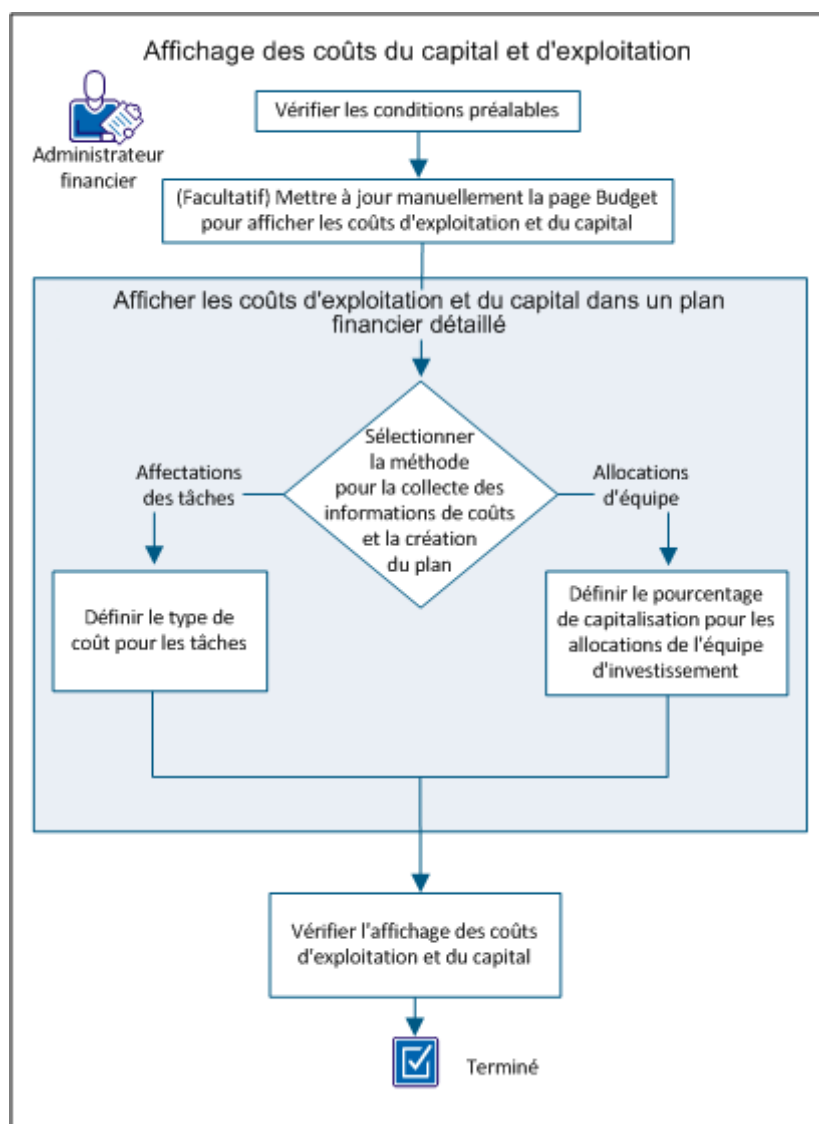 Affichage des coûts du capital et d'exploitation
Administrateur
financier
Vérifier les conditions préalables
(Facultatif) Mettre à jour manuellement la page Budget
pour afficher les coûts d'exploitation et du capital
Afficher les coûts d'exploitation et du capital dans un plan
financier détaillé
Sélectionner
la méthode
pour la collecte des
informations de coûts
et la création
du plan
Affectations
des tâches
Allocations
d'équipe
Définir le type de
coût pour les tâches
Définir le pourcentage
de capitalisation pour les
allocations de l'équipe
d'investissement
Vérifier l'affichage des coûts
d'exploitation et du capital
Terminé